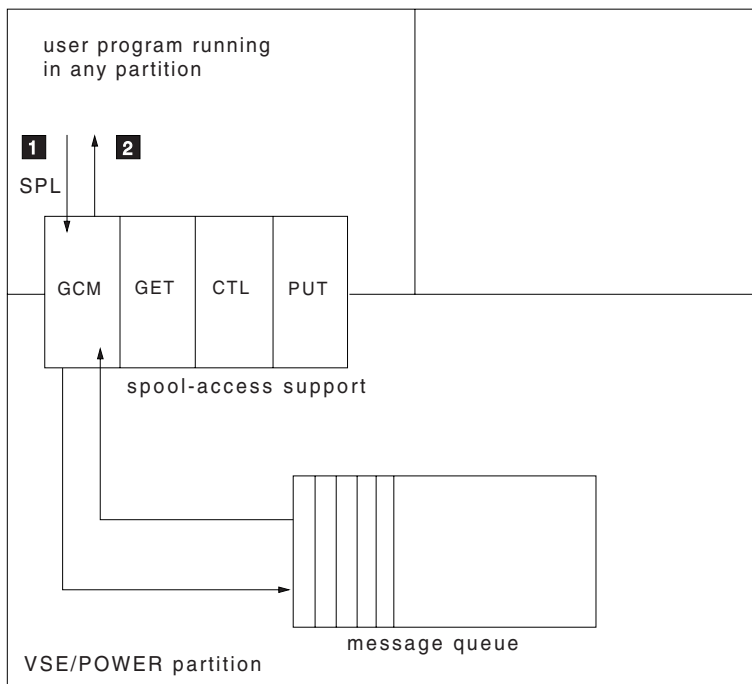 user program running
in any partition
1 2
SPL
GCM GET CTL PUT
spool-access support
message queue
VSE/POWER partition